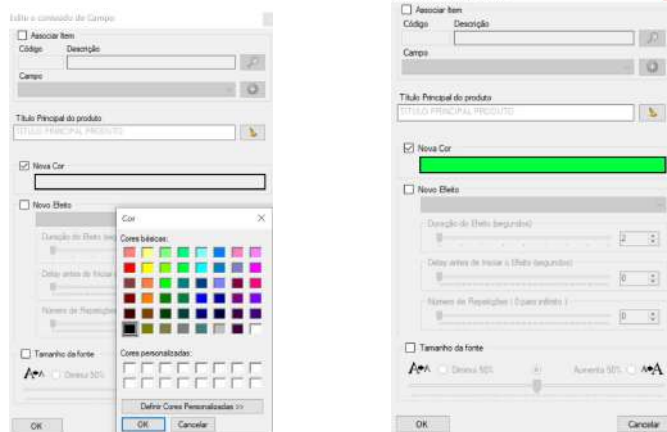 Edite o conteúdo do Campo
Associar Item
Código Descrição
Campo
Título Principal do produto
TÍTULO PRINCIPAL PRODUTO
Nova Cor
Novo Efeito
Duração do Efeito (seg
Delay antes de Iniciar
Número de Repetições
Tamanho da fonte
A A Diminui 50%
OK
Cor
Cores básicas:
Cores personalizadas:
Definir Cores Personalizadas >>
OK Cancelar
Associar Item
Código Descrição
Campo
Título Principal do produto
TÍTULO PRINCIPAL PRODUTO
Nova Cor
Novo Efeito
Duração do Efeito (segundos)
2
Delay antes de Iniciar o Efeito (segundos)
0
Número de Repetições ( 0 para infinito )
0
Tamanho da fonte
A A Diminui 50% Aumenta 50% A A
OK Cancelar